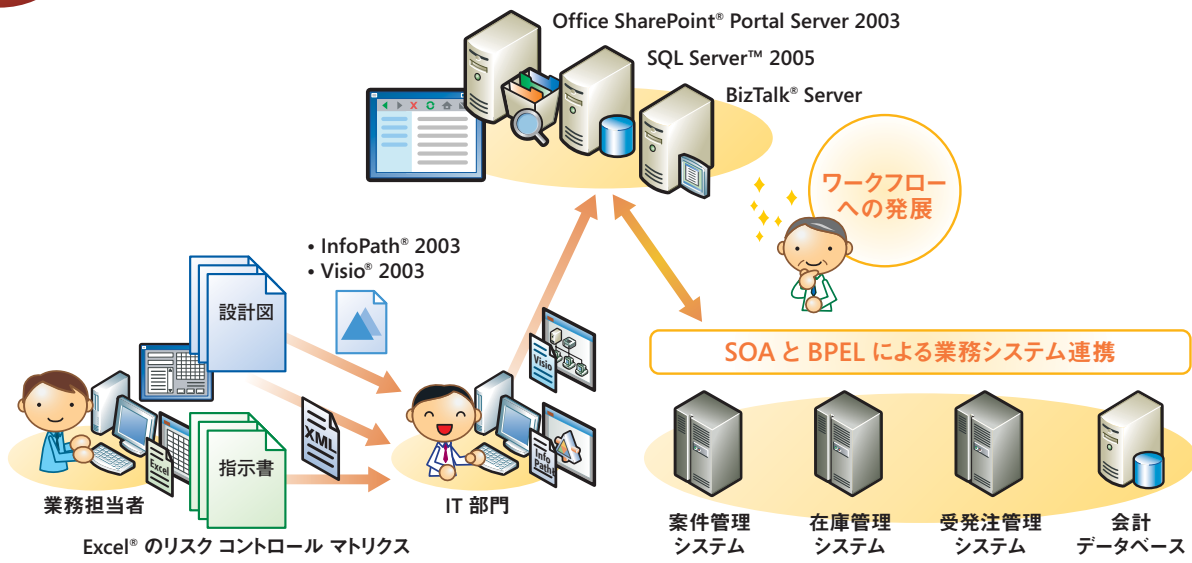 Office SharePoint® Portal Server 2003
SQL Server™ 2005
BizTalk® Server
ワークフロー
への発展
• InfoPath® 2003
• Visio® 2003
設計図
Visio
SOA と BPEL による業務システム連携
XML
Excel
指示書
Info
Path
業務担当者
IT 部門
Excel® のリスク コントロール マトリクス
案件管理
システム
在庫管理
システム
受発注管理
システム
会計
データベース